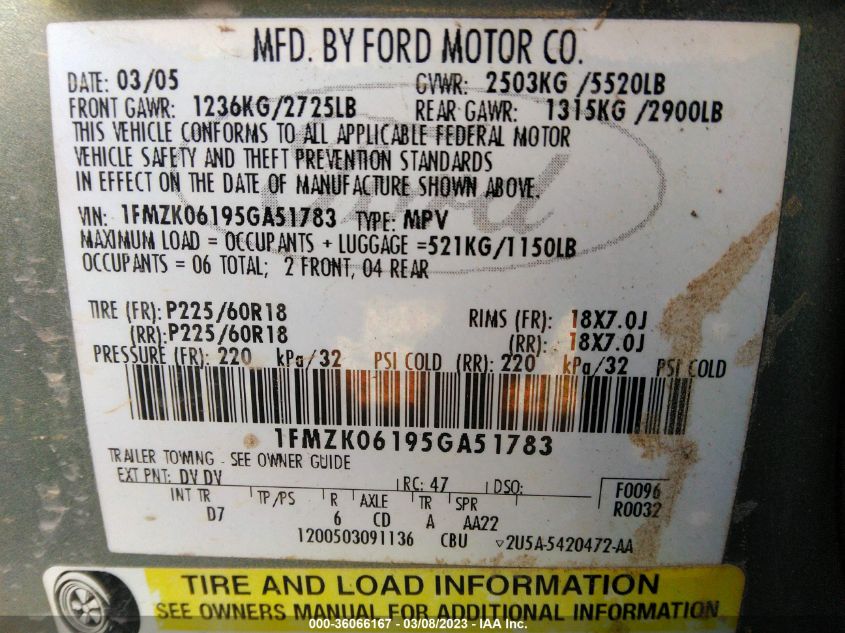 MFD. BY FORD MOTOR CO.
DATE: 03/05 GVWR: 2503KG /5520LB
FRONT GAWR: 1236KG/2725LB REAR GAWR: 1315KG /2900LB
THIS VEHICLE CONFORMS TO ALL APPLICABLE FEDERAL MOTOR
VEHICLE SAFETY AND THEFT PREVENTION STANDARDS
IN EFFECT ON THE DATE OF MANUFACTURE SHOWN ABOVE.
Ford
VIN: 1FMZK06195GA51783 TYPE: MPV
MAXIMUM LOAD = OCCUPANTS + LUGGAGE =521KG/1150LB
OCCUPANTS = 06 TOTAL; 2 FRONT, 04 REAR
TIRE (FR): P225/60R18 RIMS (FR): 18X7.0J
(RR): P225/60R18 (RR): 18X7.0J
PRESSURE (FR): 220 kPa/32 PSI COLD (RR): 220 kPa/32 PSI COLD
1FMZK06195GA51783
TRAILER TOWING - SEE OWNER GUIDE
EXT PNT: DV DV RC: 47 DSO: F0096
INT TR TP/PS R AXLE TR SPR R0032
D7 6 CD A AA22
1200503091136 CBU ▽2U5A-5420472-AA
TIRE AND LOAD INFORMATION
SEE OWNERS MANUAL FOR ADDITIONAL INFORMATION
000-36066167 - 03/08/2023 - IAA Inc.